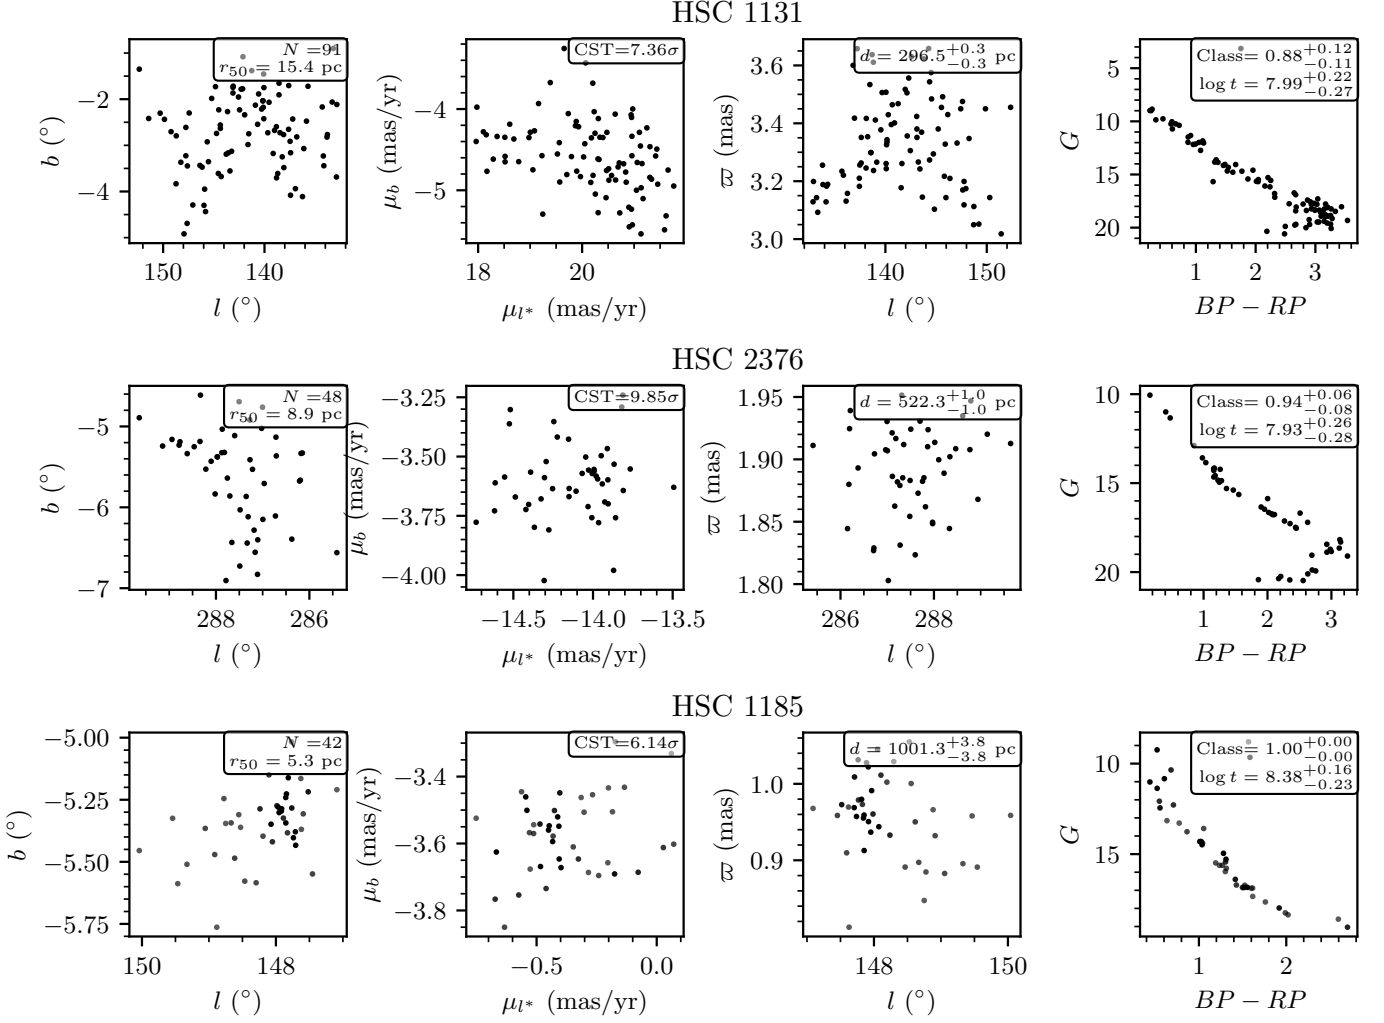 HSC 1131
N =91
r50 = 15.4 pc
−2
−4
b (°)
150
140
l (°)
CST=7.36σ
−4
−5
μb (mas/yr)
18
20
μl* (mas/yr)
d = 296.5+0.3−0.3 pc
3.6
3.4
3.2
3.0
ϖ (mas)
140
150
l (°)
Class= 0.88+0.12−0.11
log t = 7.99+0.22−0.27
5
10
15
20
G
1
2
3
BP − RP
HSC 2376
N =48
r50 = 8.9 pc
−5
−6
−7
b (°)
288
286
l (°)
CST=9.85σ
−3.25
−3.50
−3.75
−4.00
μb (mas/yr)
−14.5
−14.0
−13.5
μl* (mas/yr)
d = 522.3+1.0−1.0 pc
1.95
1.90
1.85
1.80
ϖ (mas)
286
288
l (°)
Class= 0.94+0.06−0.08
log t = 7.93+0.26−0.28
10
15
20
G
1
2
3
BP − RP
HSC 1185
N =42
r50 = 5.3 pc
−5.00
−5.25
−5.50
−5.75
b (°)
150
148
l (°)
CST=6.14σ
−3.4
−3.6
−3.8
μb (mas/yr)
−0.5
0.0
μl* (mas/yr)
d = 1001.3+3.8−3.8 pc
1.0
0.9
ϖ (mas)
148
150
l (°)
Class= 1.00+0.00−0.00
log t = 8.38+0.16−0.23
10
15
G
1
2
BP − RP